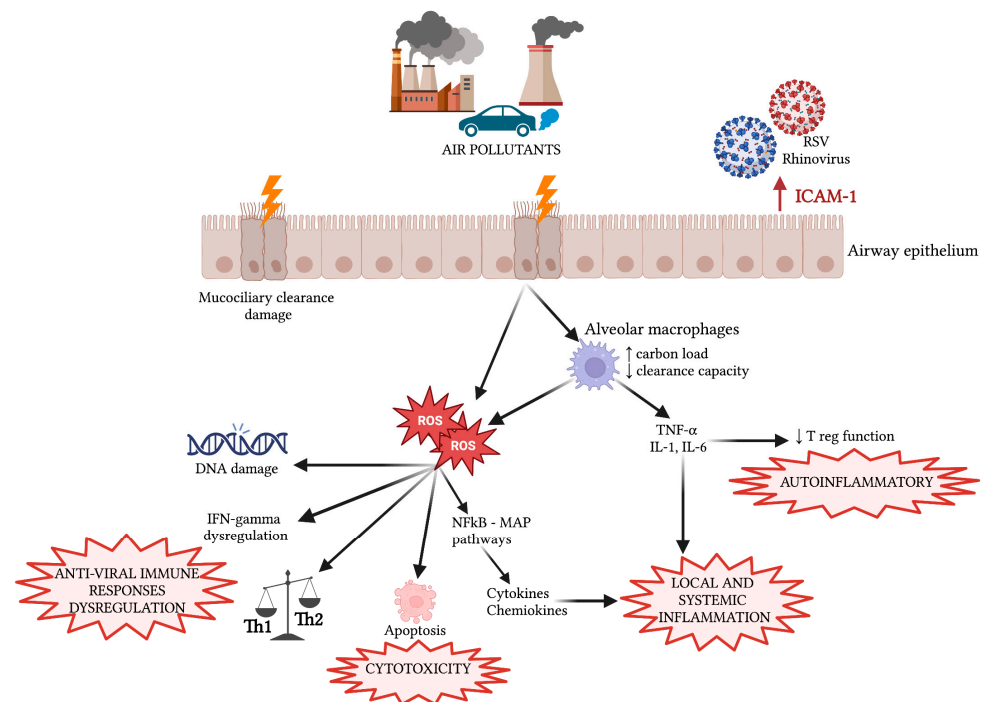 AIR POLLUTANTS
RSV
Rhinovirus
ICAM-1
Airway epithelium
Mucociliary clearance
damage
Alveolar macrophages
↑ carbon load
↓ clearance capacity
ROS
ROS
TNF-α
IL-1, IL-6
↓ T reg function
AUTOINFLAMMATORY
DNA damage
IFN-gamma
dysregulation
NFkB - MAP
pathways
ANTI-VIRAL IMMUNE
RESPONSES
DYSREGULATION
Th1
Th2
Apoptosis
CYTOTOXICITY
Cytokines
Chemiokines
LOCAL AND
SYSTEMIC
INFLAMMATION